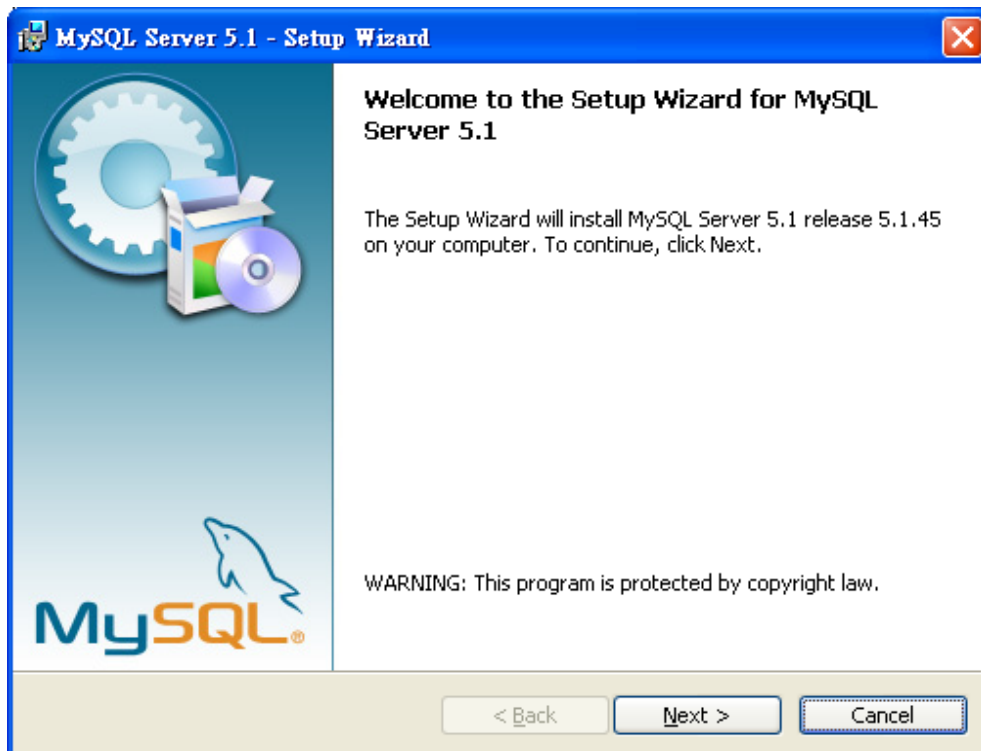 MySQL Server 5.1 - Setup Wizard
Welcome to the Setup Wizard for MySQL
Server 5.1
The Setup Wizard will install MySQL Server 5.1 release 5.1.45
on your computer. To continue, click Next.
WARNING: This program is protected by copyright law.
MySQL®
< Back
Next >
Cancel